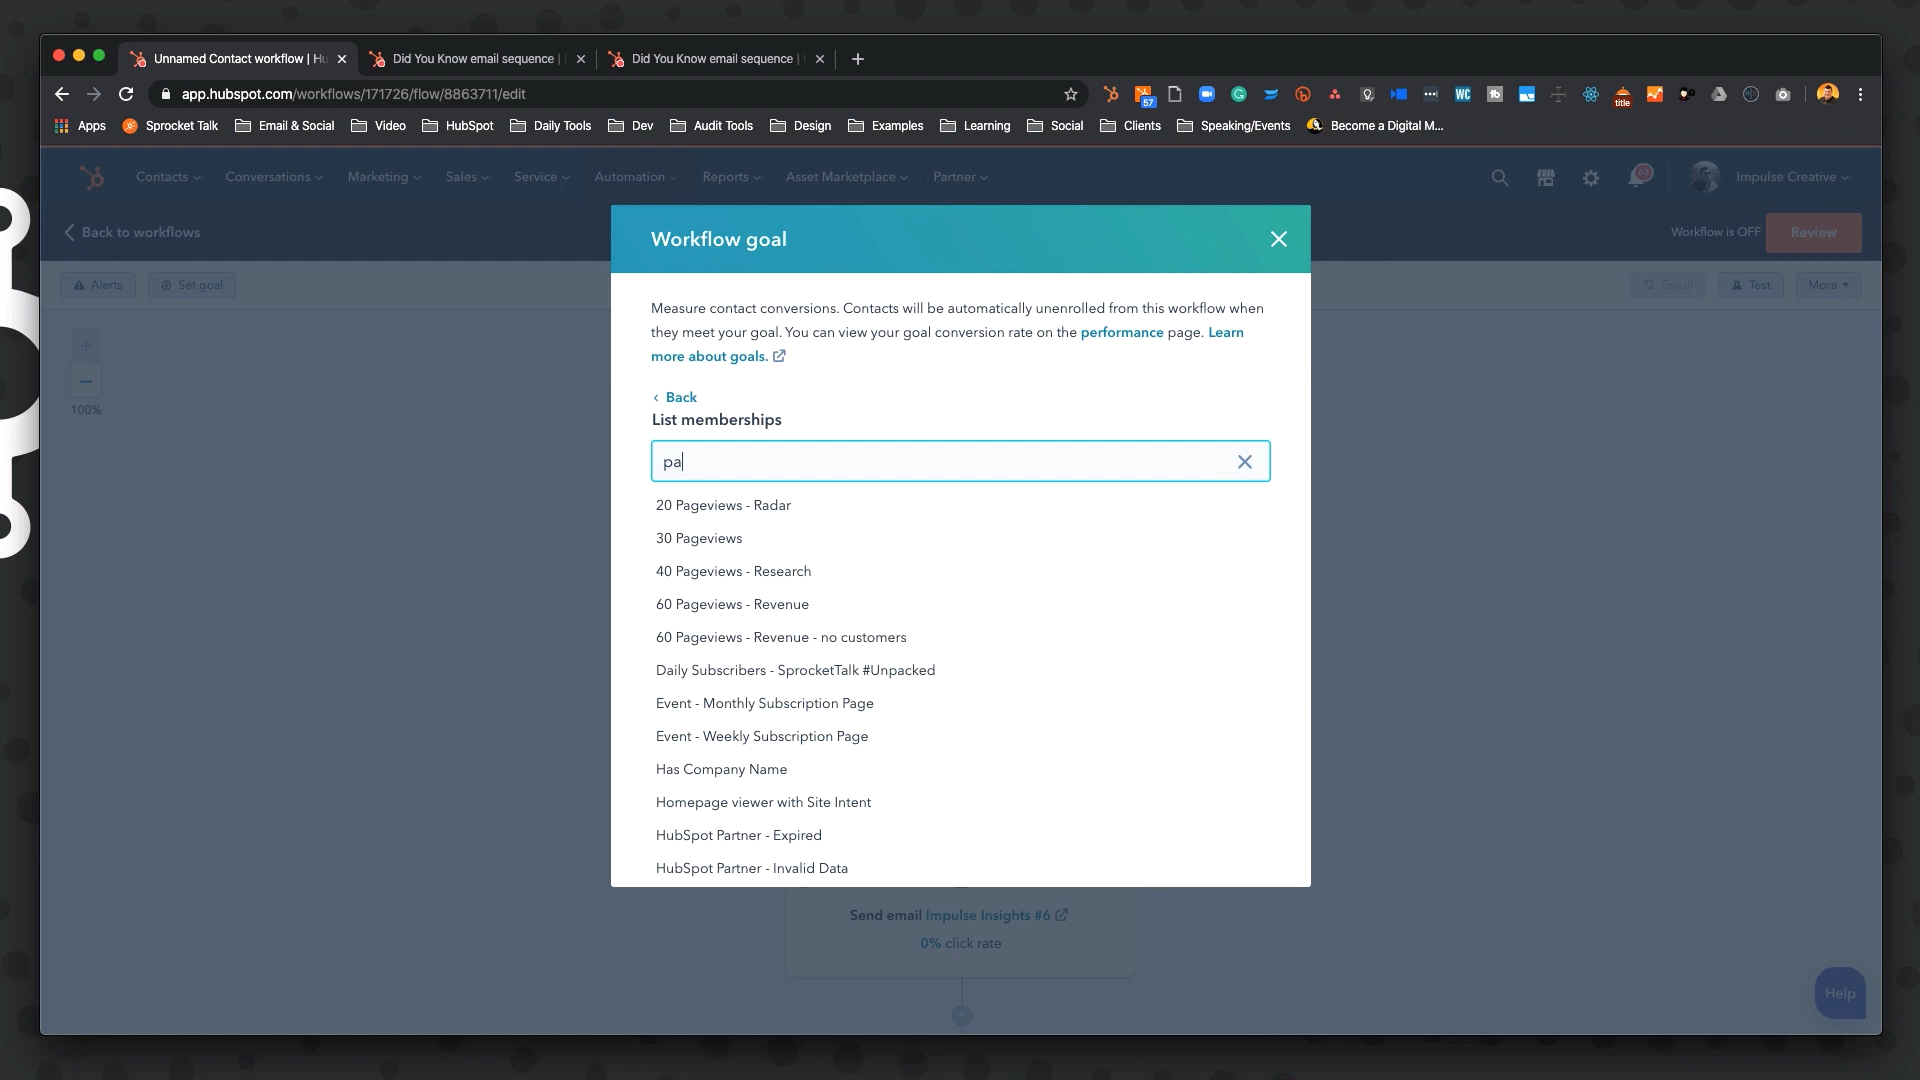 Unnamed Contact workflow | Hu
Did You Know email sequence |
Did You Know email sequence |
app.hubspot.com/workflows/171726/flow/8863711/edit
57
WC
title
Apps
Sprocket Talk
Email & Social
Video
HubSpot
Daily Tools
Dev
Audit Tools
Design
Examples
Learning
Social
Clients
Speaking/Events
Become a Digital M...
Contacts
Conversations
Marketing
Sales
Service
Automation
Reports
Asset Marketplace
Partner
63
Impulse Creative
Back to workflows
Workflow is OFF
Review
Alerts
Set goal
Enroll
Test
More
100%
Workflow goal
Measure contact conversions. Contacts will be automatically unenrolled from this workflow when
they meet your goal. You can view your goal conversion rate on the performance page. Learn
more about goals.
Back
List memberships
pa
20 Pageviews - Radar
30 Pageviews
40 Pageviews - Research
60 Pageviews - Revenue
60 Pageviews - Revenue - no customers
Daily Subscribers - SprocketTalk #Unpacked
Event - Monthly Subscription Page
Event - Weekly Subscription Page
Has Company Name
Homepage viewer with Site Intent
HubSpot Partner - Expired
HubSpot Partner - Invalid Data
Send email Impulse Insights #6
0% click rate
Help